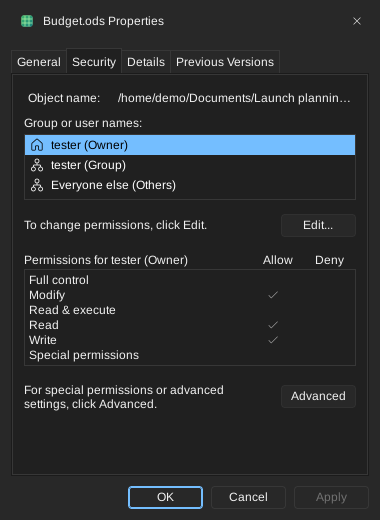 Budget.ods Properties
General Security Details Previous Versions
Object name: /home/demo/Documents/Launch plannin...
Group or user names:
tester (Owner)
tester (Group)
Everyone else (Others)
To change permissions, click Edit. Edit...
Permissions for tester (Owner) Allow Deny
Full control
Modify
Read & execute
Read
Write
Special permissions
For special permissions or advanced
settings, click Advanced. Advanced
OK Cancel Apply